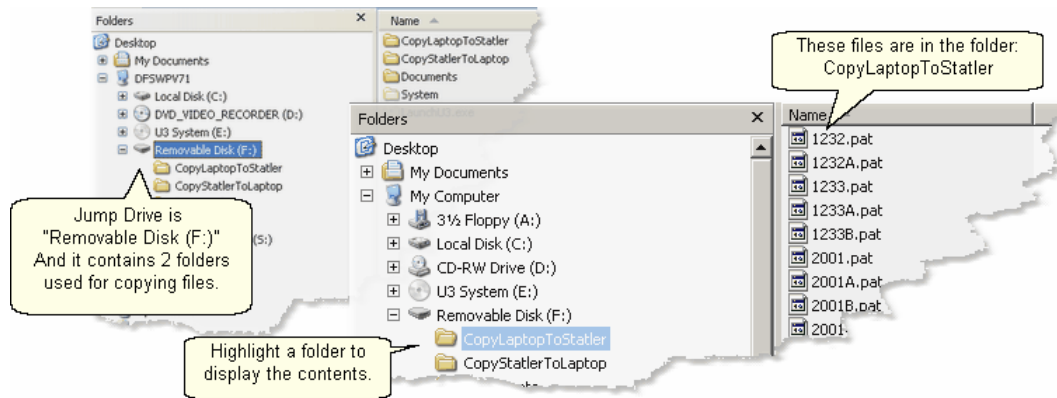 Folders
Desktop
My Documents
DFSWPV71
Local Disk (C:)
DVD_VIDEO_RECORDER (D:)
U3 System (E:)
Removable Disk (F:)
CopyLaptopToStatler
CopyStatlerToLaptop
(S:)
Jump Drive is
"Removable Disk (F:)"
And it contains 2 folders
used for copying files.
Name
CopyLaptopToStatler
CopyStatlerToLaptop
Documents
System
Folders
Desktop
My Documents
My Computer
3½ Floppy (A:)
Local Disk (C:)
CD-RW Drive (D:)
U3 System (E:)
Removable Disk (F:)
CopyLaptopToStatler
CopyStatlerToLaptop
Highlight a folder to
display the contents.
These files are in the folder:
CopyLaptopToStatler
Name
1232.pat
1232A.pat
1233.pat
1233A.pat
1233B.pat
2001.pat
2001A.pat
2001B.pat
2001